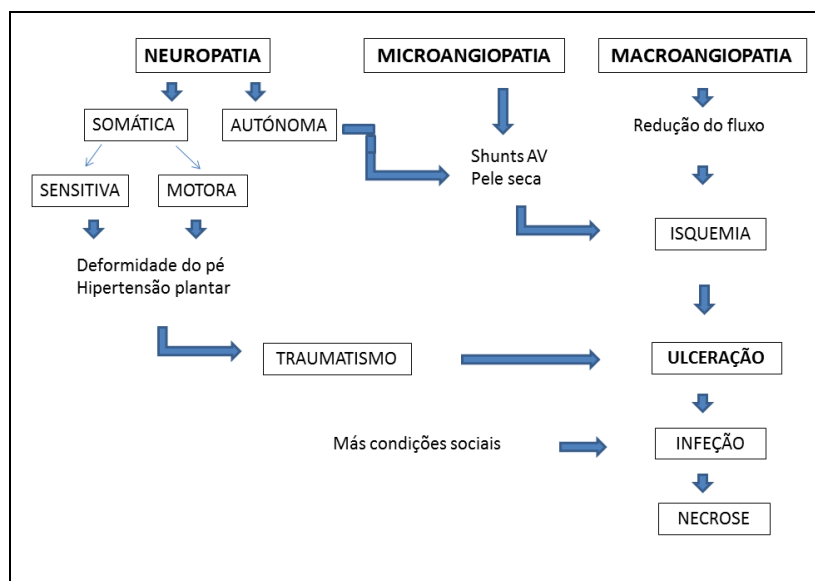 NEUROPATIA
MICROANGIOPATIA
MACROANGIOPATIA
SOMÁTICA
AUTÓNOMA
Redução do fluxo
Shunts AV
Pele seca
SENSITIVA
MOTORA
ISQUEMIA
Deformidade do pé
Hipertensão plantar
TRAUMATISMO
ULCERAÇÃO
Más condições sociais
INFEÇÃO
NECROSE